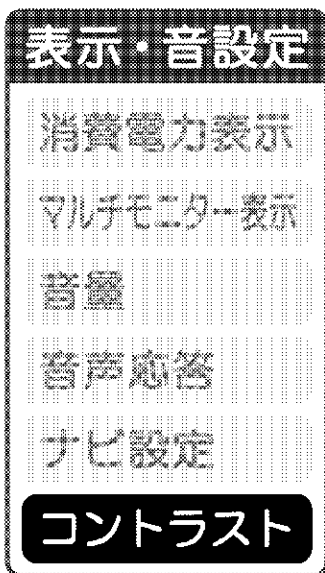 表示・音設定
消費電力表示
マルチモニター表示
音量
音声応答
ナビ設定
コントラスト